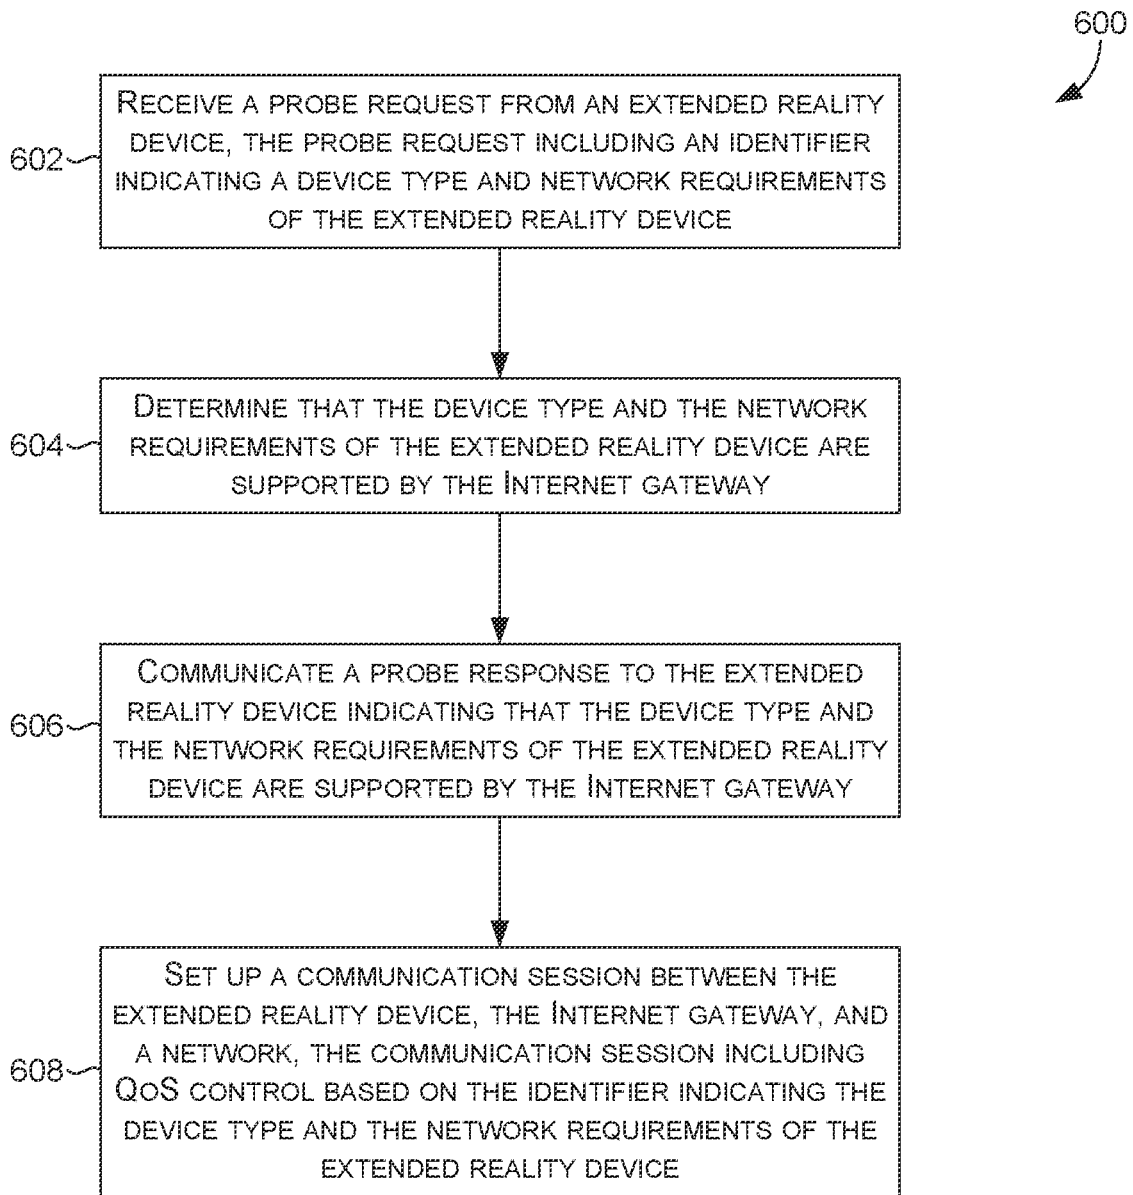 600
RECEIVE A PROBE REQUEST FROM AN EXTENDED REALITY
DEVICE, THE PROBE REQUEST INCLUDING AN IDENTIFIER
INDICATING A DEVICE TYPE AND NETWORK REQUIREMENTS
OF THE EXTENDED REALITY DEVICE
602
DETERMINE THAT THE DEVICE TYPE AND THE NETWORK
REQUIREMENTS OF THE EXTENDED REALITY DEVICE ARE
SUPPORTED BY THE INTERNET GATEWAY
604
COMMUNICATE A PROBE RESPONSE TO THE EXTENDED
REALITY DEVICE INDICATING THAT THE DEVICE TYPE AND
THE NETWORK REQUIREMENTS OF THE EXTENDED REALITY
DEVICE ARE SUPPORTED BY THE INTERNET GATEWAY
606
SET UP A COMMUNICATION SESSION BETWEEN THE
EXTENDED REALITY DEVICE, THE INTERNET GATEWAY, AND
A NETWORK, THE COMMUNICATION SESSION INCLUDING
QOS CONTROL BASED ON THE IDENTIFIER INDICATING THE
DEVICE TYPE AND THE NETWORK REQUIREMENTS OF THE
EXTENDED REALITY DEVICE
608